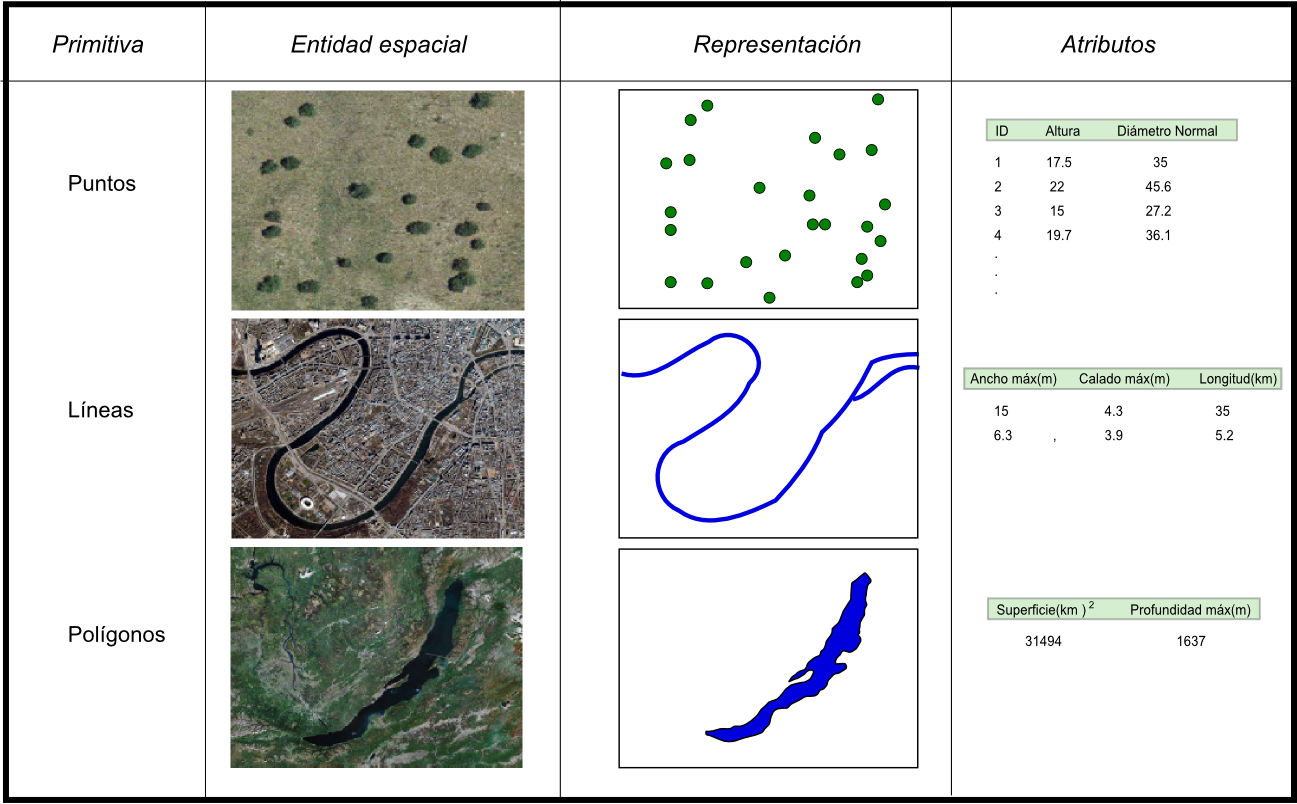 Primitiva Entidad espacial Representación Atributos
Puntos
ID Altura Diámetro Normal
1 17.5 35
2 22 45.6
3 15 27.2
4 19.7 36.1
.
.
.
Líneas
Ancho máx(m) Calado máx(m) Longitud(km)
15 4.3 35
6.3 , 3.9 5.2
Polígonos
Superficie(km ) 2 Profundidad máx(m)
31494 1637